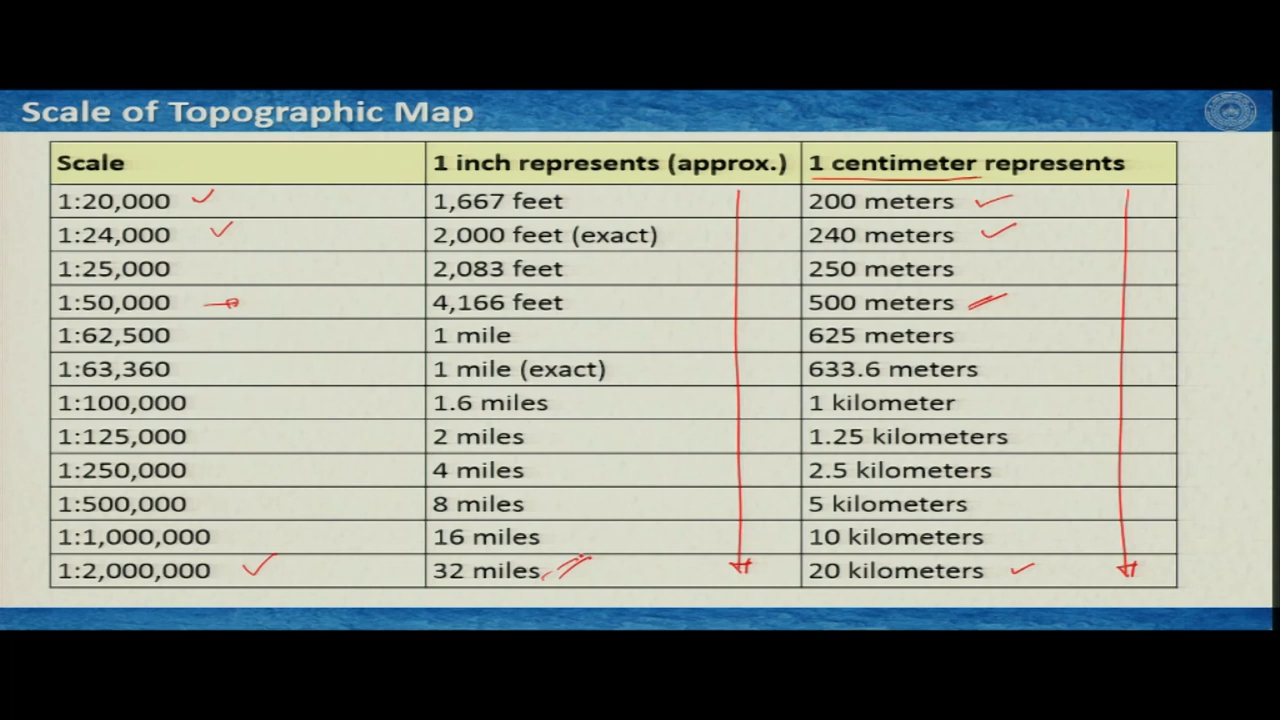 Scale of Topographic Map
Scale 1 inch represents (approx.) 1 centimeter represents
1:20,000 1,667 feet 200 meters
1:24,000 2,000 feet (exact) 240 meters
1:25,000 2,083 feet 250 meters
1:50,000 4,166 feet 500 meters
1:62,500 1 mile 625 meters
1:63,360 1 mile (exact) 633.6 meters
1:100,000 1.6 miles 1 kilometer
1:125,000 2 miles 1.25 kilometers
1:250,000 4 miles 2.5 kilometers
1:500,000 8 miles 5 kilometers
1:1,000,000 16 miles 10 kilometers
1:2,000,000 32 miles 20 kilometers